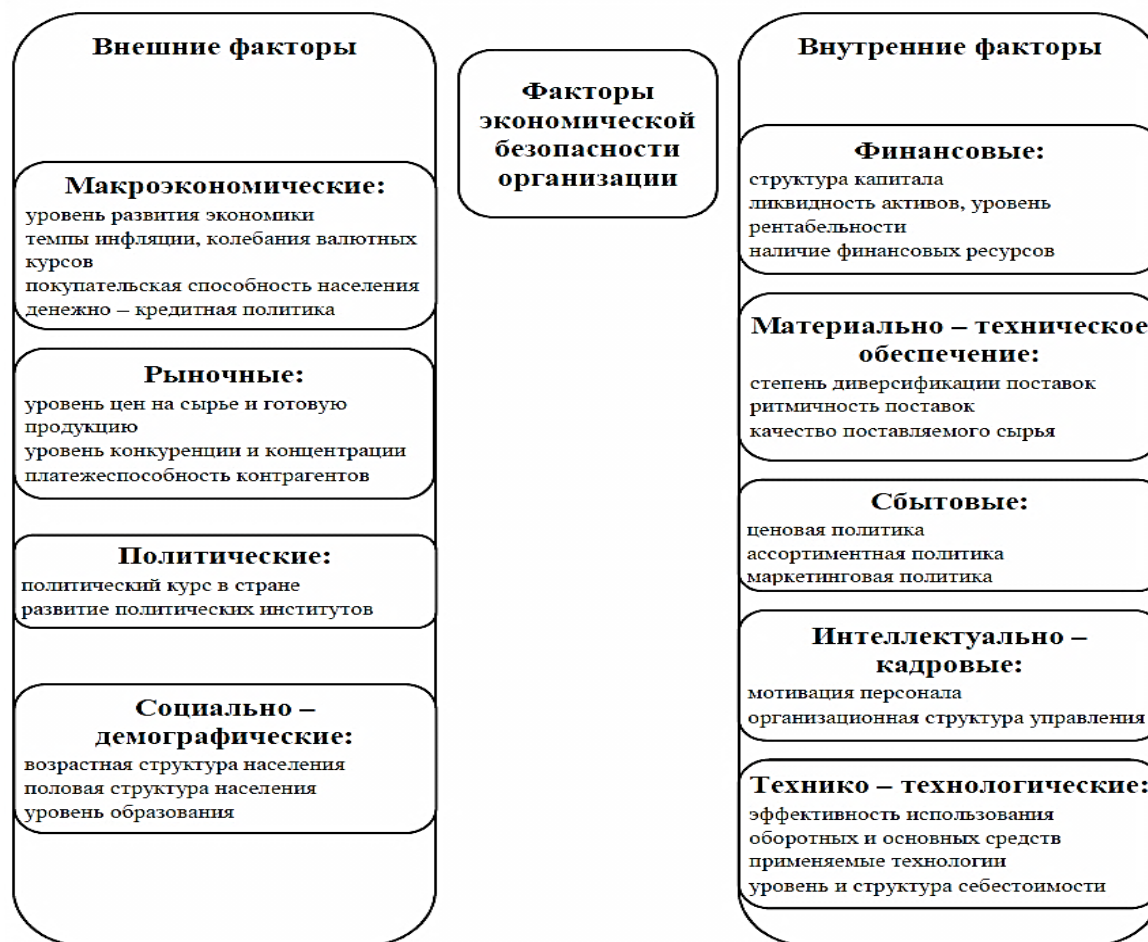 Внешние факторы
Макроэкономические:
уровень развития экономики
темпы инфляции, колебания валютных
курсов
покупательская способность населения
денежно – кредитная политика
Рыночные:
уровень цен на сырье и готовую
продукцию
уровень конкуренции и концентрации
платежеспособность контрагентов
Политические:
политический курс в стране
развитие политических институтов
Социально –
демографические:
возрастная структура населения
половая структура населения
уровень образования
Факторы
экономической
безопасности
организации
Внутренние факторы
Финансовые:
структура капитала
ликвидность активов, уровень
рентабельности
наличие финансовых ресурсов
Материально – техническое
обеспечение:
степень диверсификации поставок
ритмичность поставок
качество поставляемого сырья
Сбытовые:
ценовая политика
ассортиментная политика
маркетинговая политика
Интеллектуально –
кадровые:
мотивация персонала
организационная структура управления
Технико – технологические:
эффективность использования
оборотных и основных средств
применяемые технологии
уровень и структура себестоимости